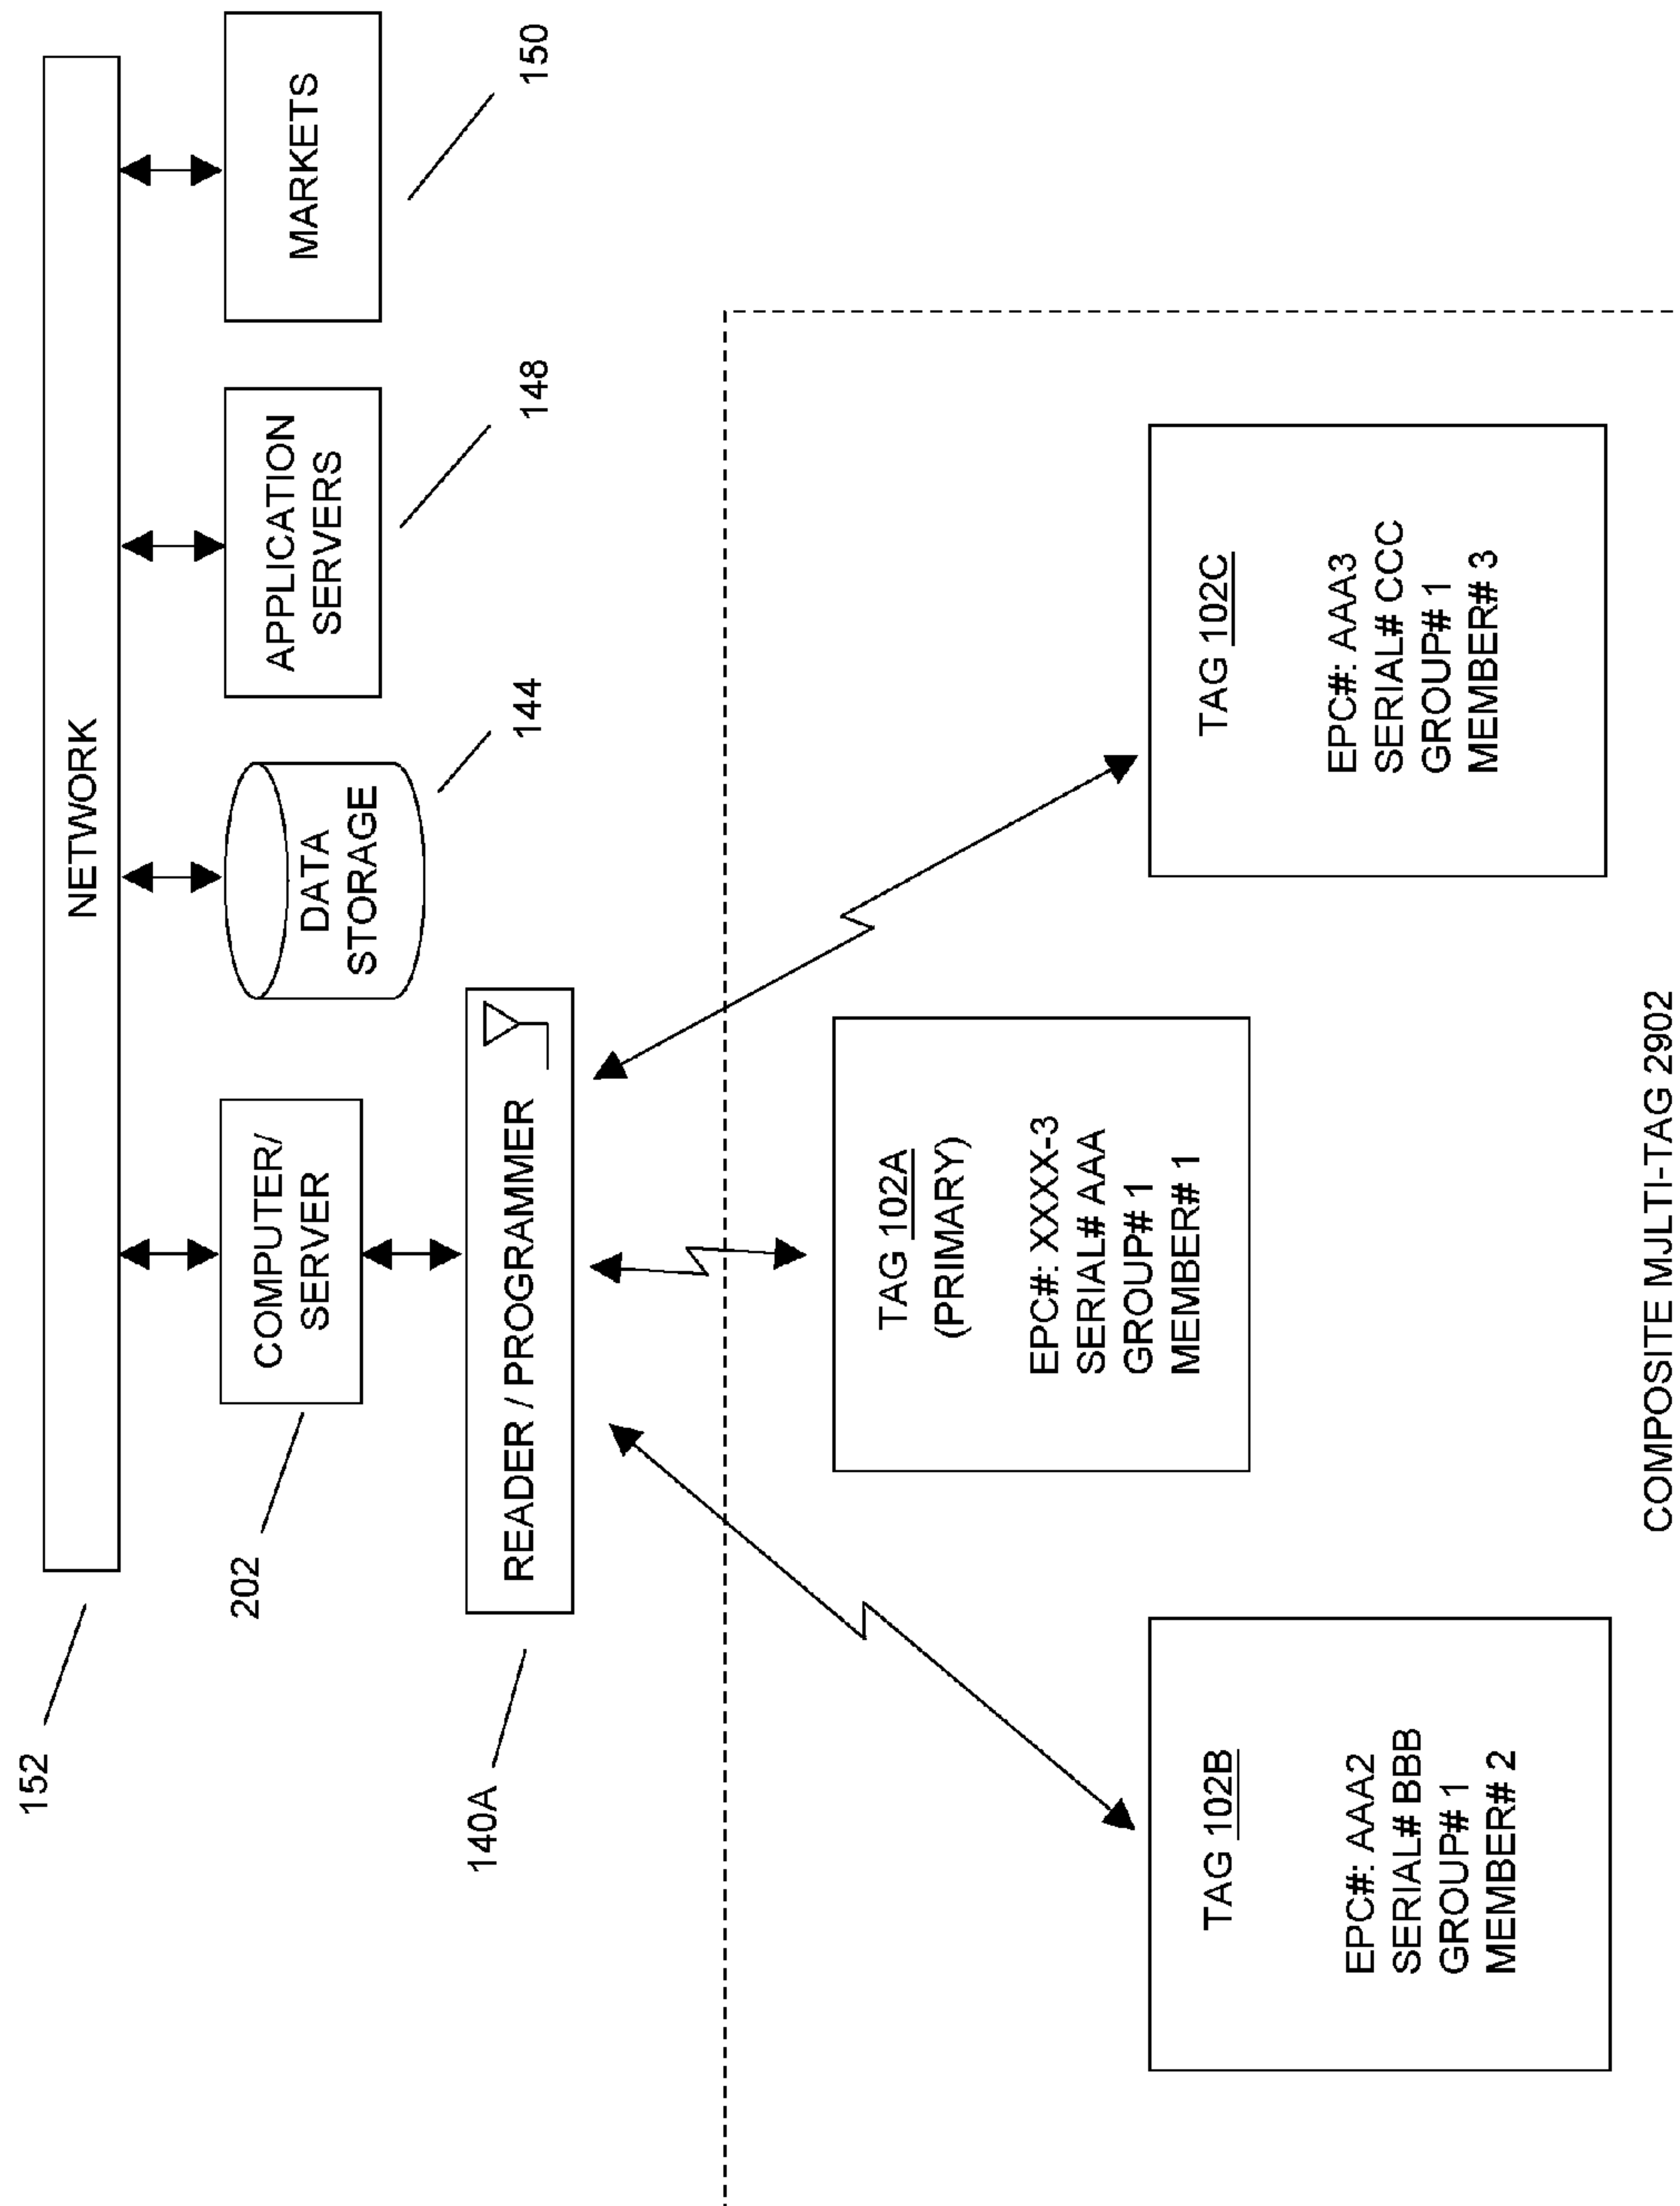 152
NETWORK
202
COMPUTER/
SERVER
DATA
STORAGE
144
APPLICATION
SERVERS
148
MARKETS
150
140A
READER / PROGRAMMER
TAG 102A
(PRIMARY)
EPC#: XXXX-3
SERIAL# AAA
GROUP# 1
MEMBER# 1
TAG 102B
EPC#: AAA2
SERIAL# BBB
GROUP# 1
MEMBER# 2
TAG 102C
EPC#: AAA3
SERIAL# CCC
GROUP# 1
MEMBER# 3
COMPOSITE MJLTI-TAG 2902